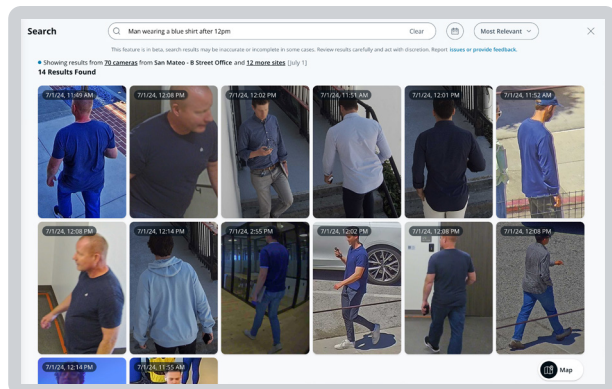 Search
Man wearing a blue shirt after 12pm
Clear
Most Relevant
This feature is in beta, search results may be inaccurate or incomplete in some cases. Review results carefully and act with discretion. Report issues or provide feedback.
Showing results from 70 cameras from San Mateo - B Street Office and 12 more sites (July 1)
14 Results Found
7/1/24, 11:49 AM
7/1/24, 12:08 PM
7/1/24, 12:02 PM
7/1/24, 11:51 AM
7/1/24, 12:01 PM
7/1/24, 11:52 AM
7/1/24, 12:08 PM
7/1/24, 12:14 PM
7/1/24, 2:55 PM
7/1/24, 12:02 PM
7/1/24, 12:08 PM
7/1/24, 12:08 PM
7/1/24, 12:14 PM
7/1/24, 11:55 AM
Map